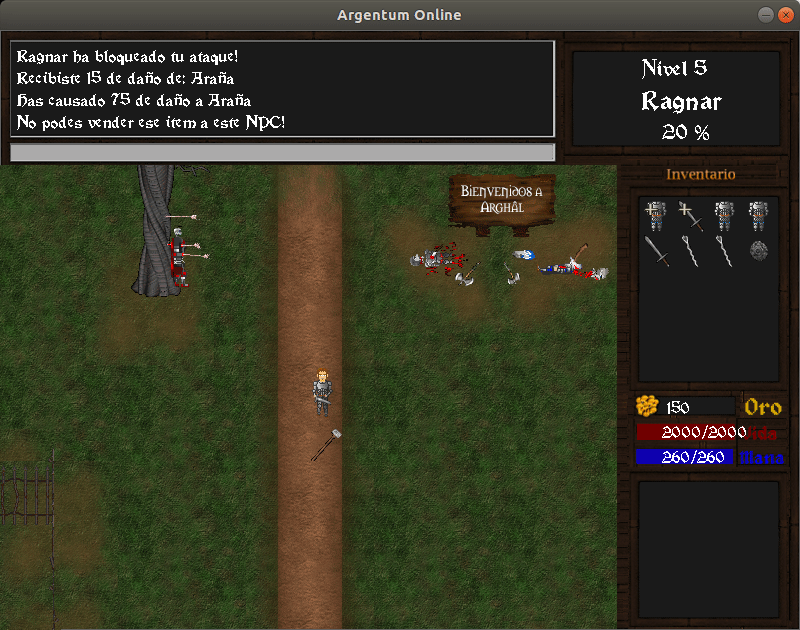 Argentum Online
Ragnar ha bloqueado tu ataque!
Recibiste 15 de daño de: Araña
Has causado 75 de daño a Araña
No podes vender ese item a este NPC!
Nivel 5
Ragnar
20 %
Inventario
BIENVENIDOS A
ARGHÂL
150
Oro
2000/2000
Vida
260/260
Mana